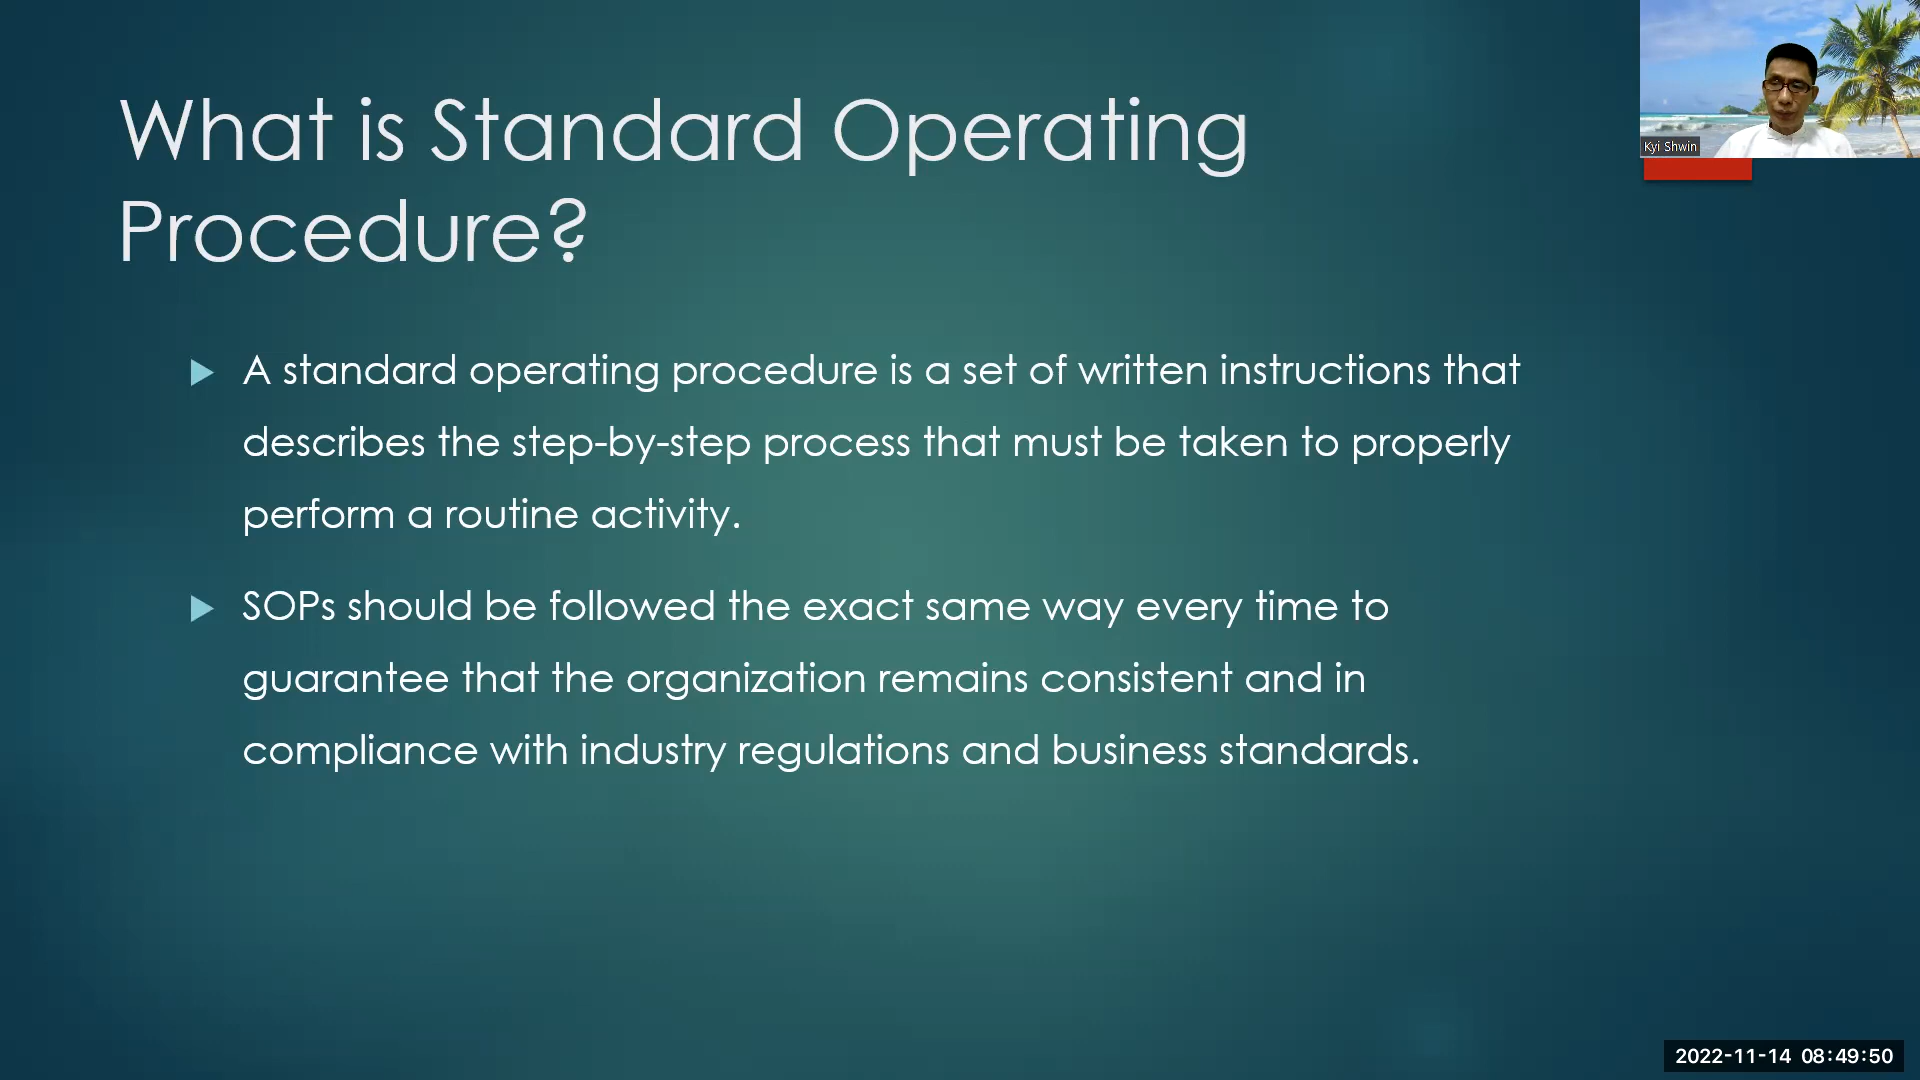 What is Standard Operating
Procedure?
A standard operating procedure is a set of written instructions that
describes the step-by-step process that must be taken to properly
perform a routine activity.
SOPs should be followed the exact same way every time to
guarantee that the organization remains consistent and in
compliance with industry regulations and business standards.
Kyi Shwin
2022-11-14 08:49:50